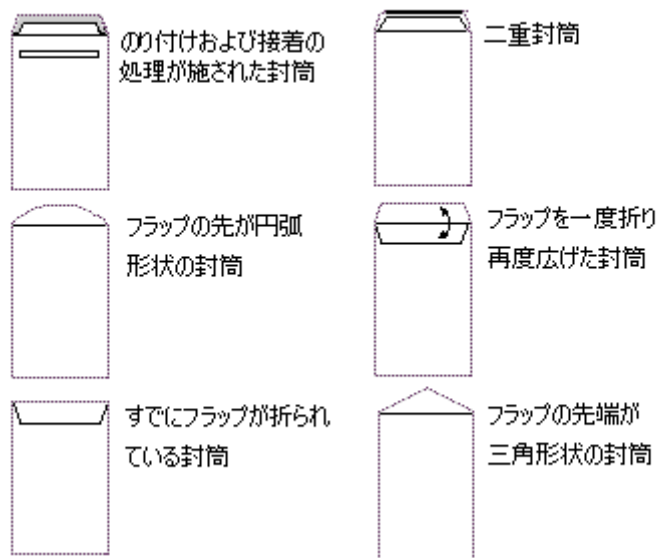 のり付けおよび接着の
処理が施された封筒
二重封筒
フラップの先が円弧
形状の封筒
フラップを一度折り
再度広げた封筒
すでにフラップが折られ
ている封筒
フラップの先端が
三角形状の封筒